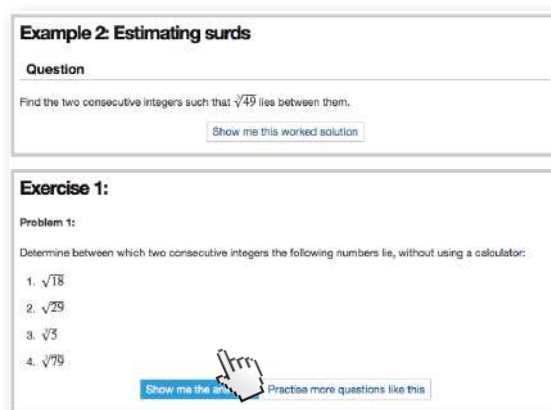 Example 2: Estimating surds
Question
Find the two consecutive integers such that ∛49 lies between them.
Show me this worked solution
Exercise 1:
Problem 1:
Determine between which two consecutive integers the following numbers lie, without using a calculator:
1. √18
2. √29
3. ∛5
4. ∛79
Show me the
Practise more questions like this